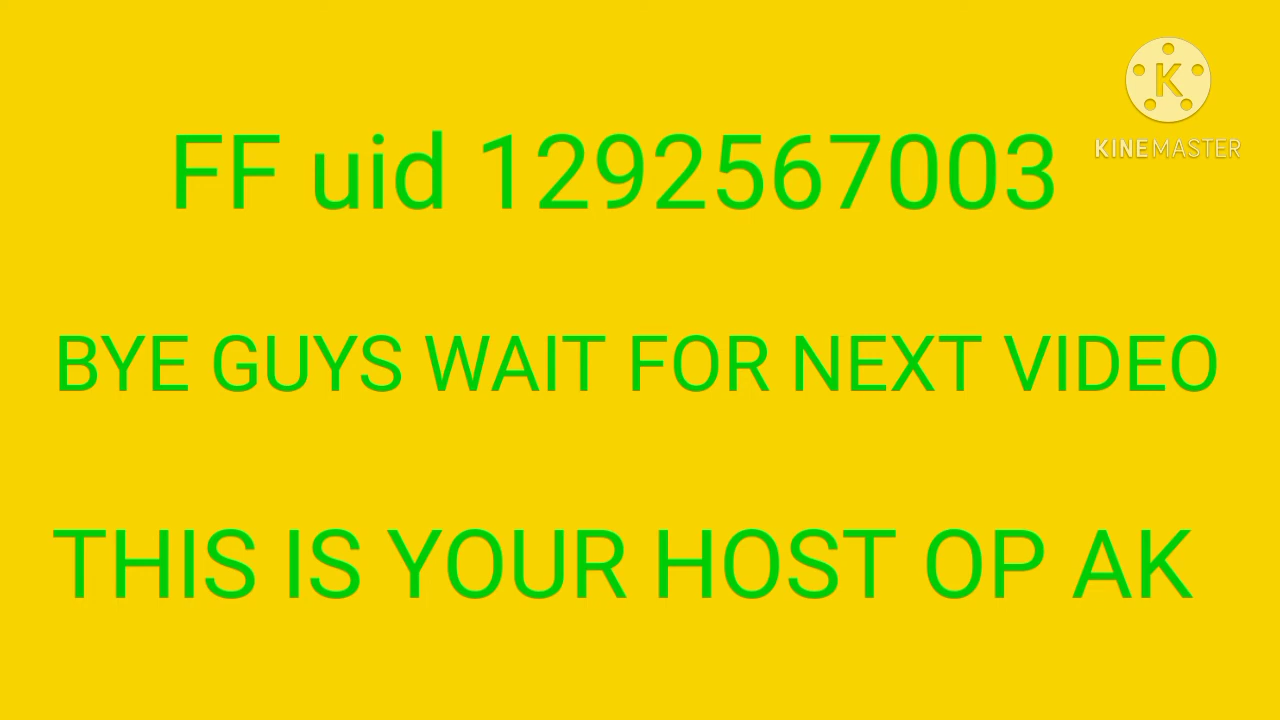 K
KINEMASTER
FF uid 1292567003
BYE GUYS WAIT FOR NEXT VIDEO
THIS IS YOUR HOST OP AK